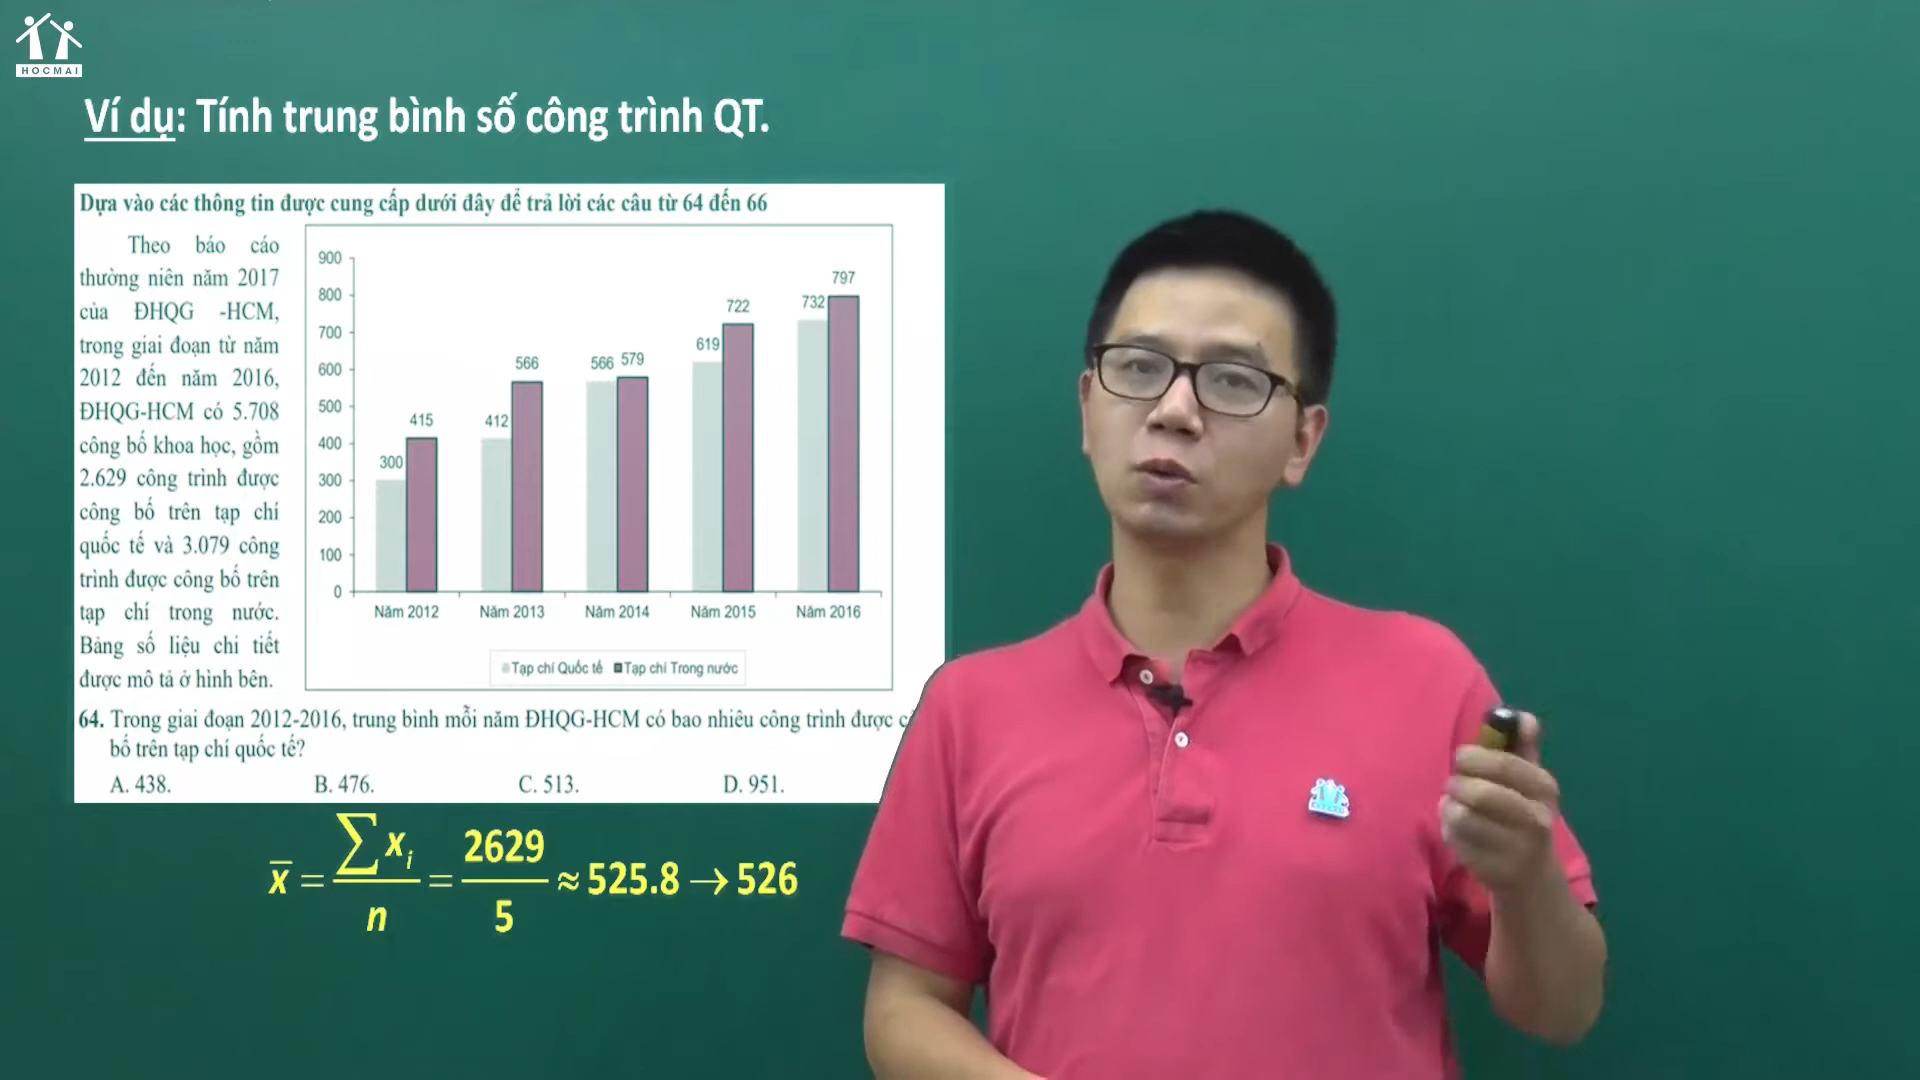 HOCMAI
Ví dụ: Tính trung bình số công trình QT.
Dựa vào các thông tin được cung cấp dưới đây để trả lời các câu từ 64 đến 66
Theo báo cáo
thường niên năm 2017
của ĐHQG -HCM,
trong giai đoạn từ năm
2012 đến năm 2016,
ĐHQG-HCM có 5.708
công bố khoa học, gồm
2.629 công trình được
công bố trên tạp chí
quốc tế và 3.079 công
trình được công bố trên
tạp chí trong nước.
Bảng số liệu chi tiết
được mô tả ở hình bên.
900
800
700
600
500
400
300
200
100
0
300
415
412
566
566
579
619
722
732
797
Năm 2012
Năm 2013
Năm 2014
Năm 2015
Năm 2016
Tạp chí Quốc tế
Tạp chí Trong nước
64. Trong giai đoạn 2012-2016, trung bình mỗi năm ĐHQG-HCM có bao nhiêu công trình được
bố trên tạp chí quốc tế?
A. 438. B. 476. C. 513. D. 951.
x̄ = ∑xᵢ / n = 2629 / 5 ≈ 525.8 → 526